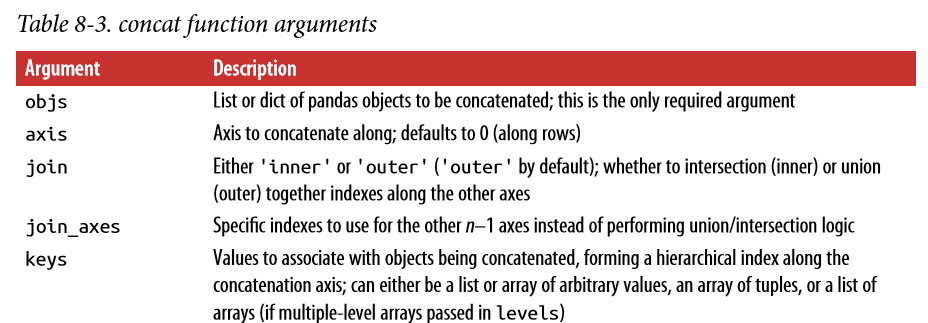 Table 8-3. concat function arguments
Argument Description
objs List or dict of pandas objects to be concatenated; this is the only required argument
axis Axis to concatenate along; defaults to 0 (along rows)
join Either 'inner' or 'outer' ('outer' by default); whether to intersection (inner) or union
(outer) together indexes along the other axes
join_axes Specific indexes to use for the other n–1 axes instead of performing union/intersection logic
keys Values to associate with objects being concatenated, forming a hierarchical index along the
concatenation axis; can either be a list or array of arbitrary values, an array of tuples, or a list of
arrays (if multiple-level arrays passed in levels)